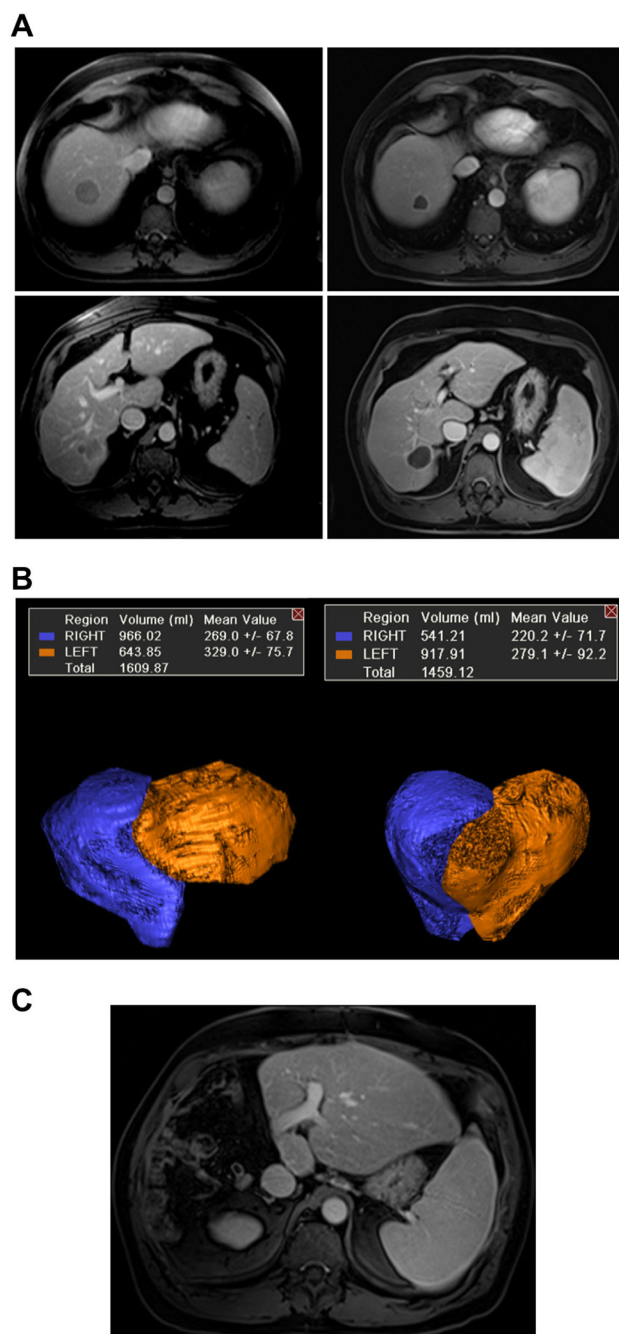 A
B
Region Volume (ml) Mean Value
RIGHT 966.02 269.0 +/- 67.8
LEFT 643.85 329.0 +/- 75.7
Total 1609.87
Region Volume (ml) Mean Value
RIGHT 541.21 220.2 +/- 71.7
LEFT 917.91 279.1 +/- 92.2
Total 1459.12
C